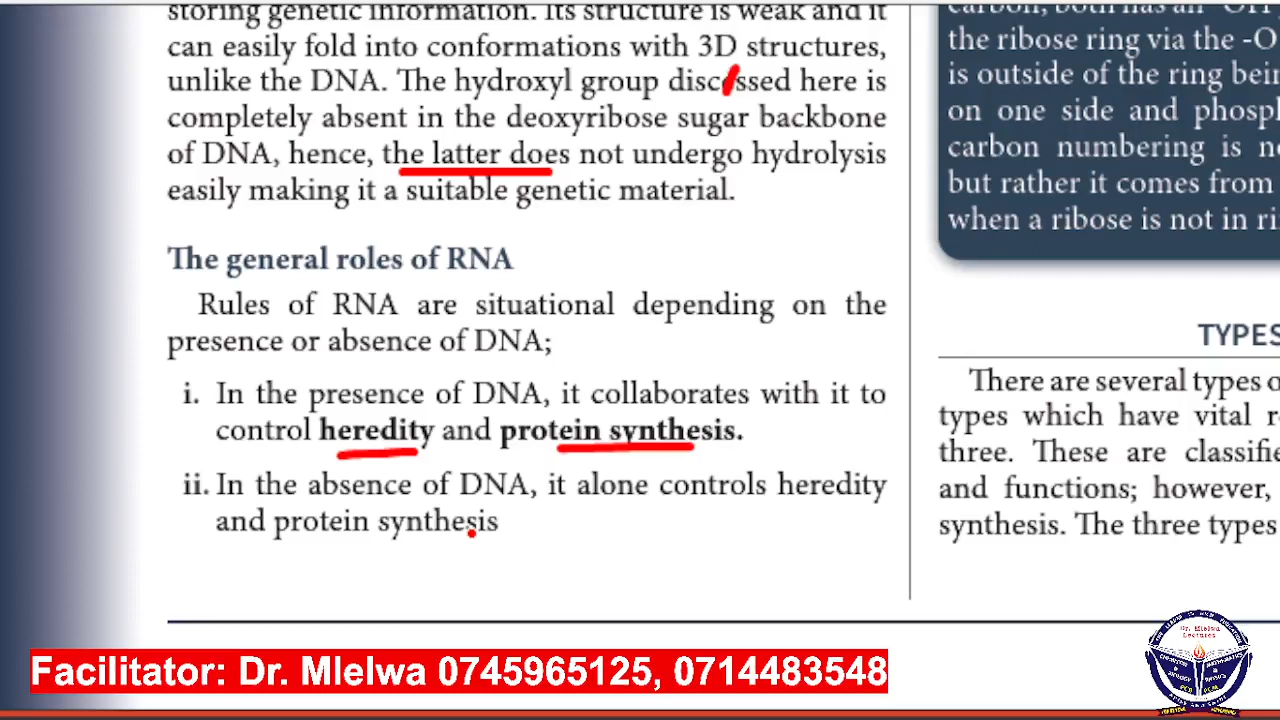 storing genetic information. Its structure is weak and it
can easily fold into conformations with 3D structures,
unlike the DNA. The hydroxyl group discussed here is
completely absent in the deoxyribose sugar backbone
of DNA, hence, the latter does not undergo hydrolysis
easily making it a suitable genetic material.
The general roles of RNA
Rules of RNA are situational depending on the
presence or absence of DNA;
i. In the presence of DNA, it collaborates with it to
control heredity and protein synthesis.
ii. In the absence of DNA, it alone controls heredity
and protein synthesis
carbon, both has an
the ribose ring via the -O
is outside of the ring
on one side and
carbon numbering is
but rather it comes from
when a ribose is not in
TYPES
There are several types
types which have vital
three. These are
and functions; however,
synthesis. The three types
Facilitator: Dr. Mlelwa 0745965125, 0714483548
Dr. Mlelwa
Lectures